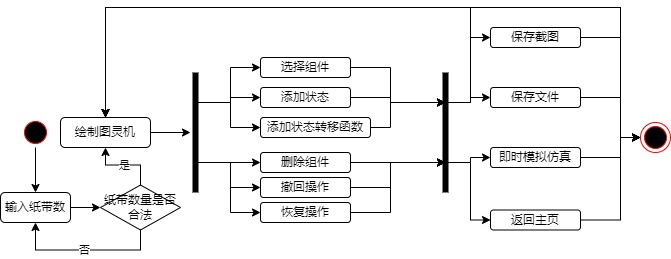 输入纸带数
纸带数量是否
合法
是
否
绘制图灵机
选择组件
添加状态
添加状态转移函数
删除组件
撤回操作
恢复操作
保存截图
保存文件
即时模拟仿真
返回主页